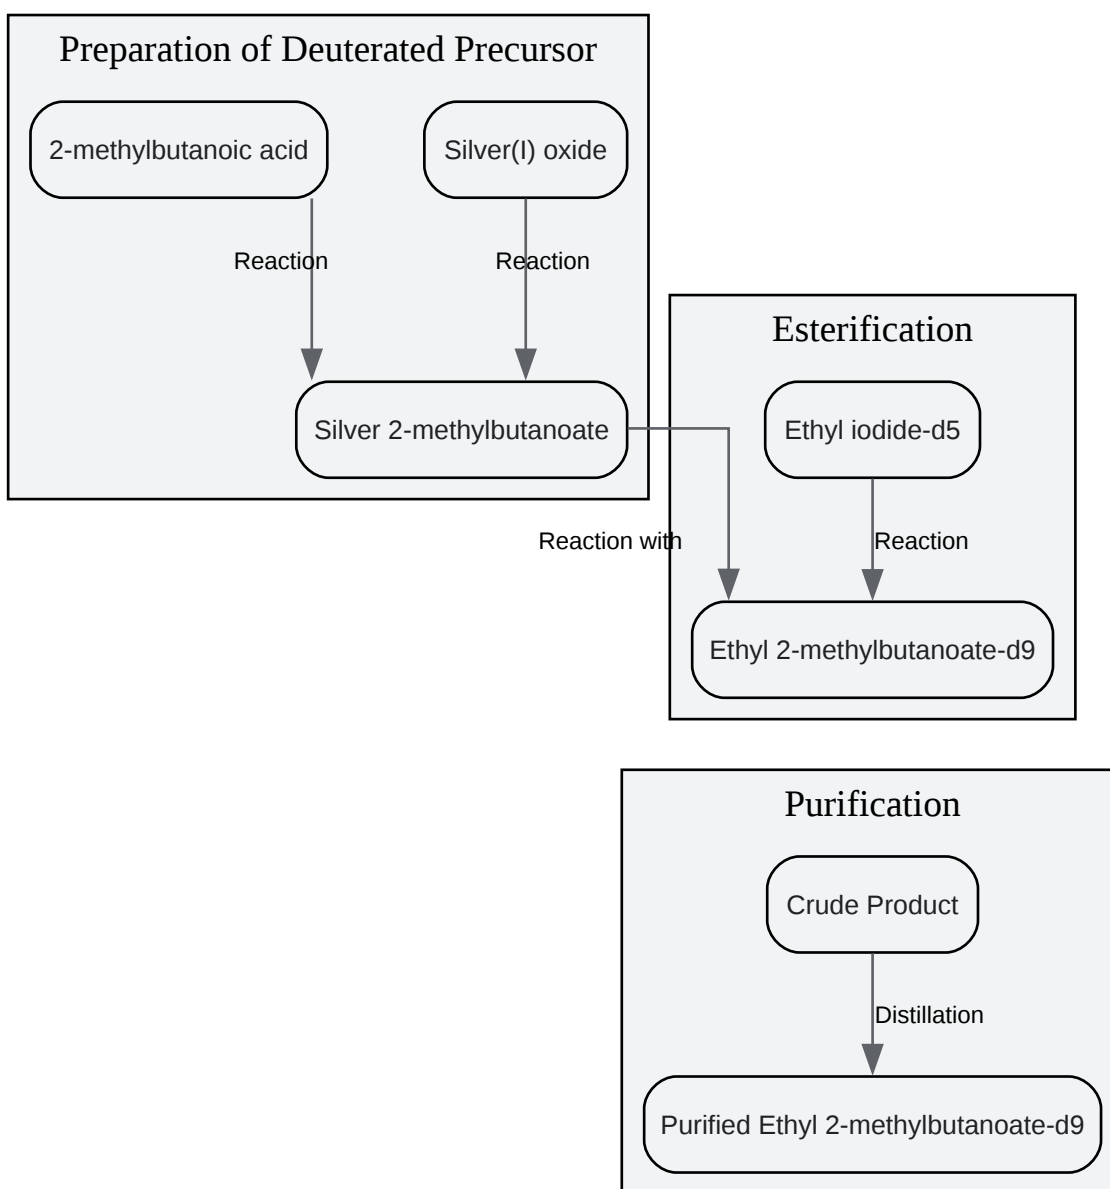 Preparation of Deuterated Precursor
2-methylbutanoic acid
Silver(I) oxide
Reaction
Reaction
Silver 2-methylbutanoate
Esterification
Ethyl iodide-d5
Reaction with
Reaction
Ethyl 2-methylbutanoate-d9
Purification
Crude Product
Distillation
Purified Ethyl 2-methylbutanoate-d9